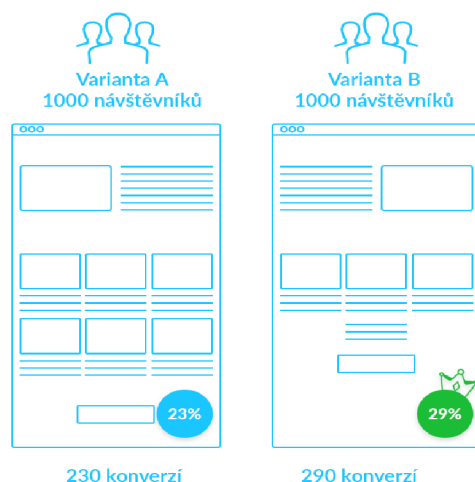 Varianta A
1000 návštěvníků
23%
230 konverzí
Varianta B
1000 návštěvníků
29%
290 konverzí